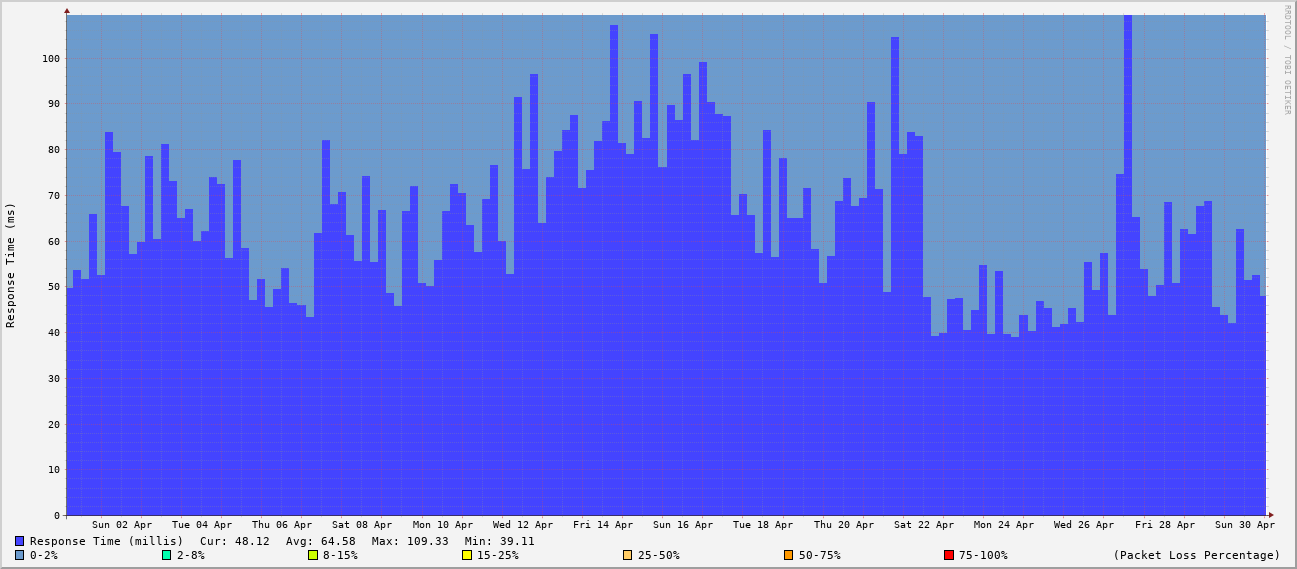 RRDTOOL / TOBI OETIKER
Response Time (ms)
100
90
80
70
60
50
40
30
20
10
0
Sun 02 Apr Tue 04 Apr Thu 06 Apr Sat 08 Apr Mon 10 Apr Wed 12 Apr Fri 14 Apr Sun 16 Apr Tue 18 Apr Thu 20 Apr Sat 22 Apr Mon 24 Apr Wed 26 Apr Fri 28 Apr Sun 30 Apr
Response Time (millis) Cur: 48.12 Avg: 64.58 Max: 109.33 Min: 39.11
0-2% 2-8% 8-15% 15-25% 25-50% 50-75% 75-100% (Packet Loss Percentage)